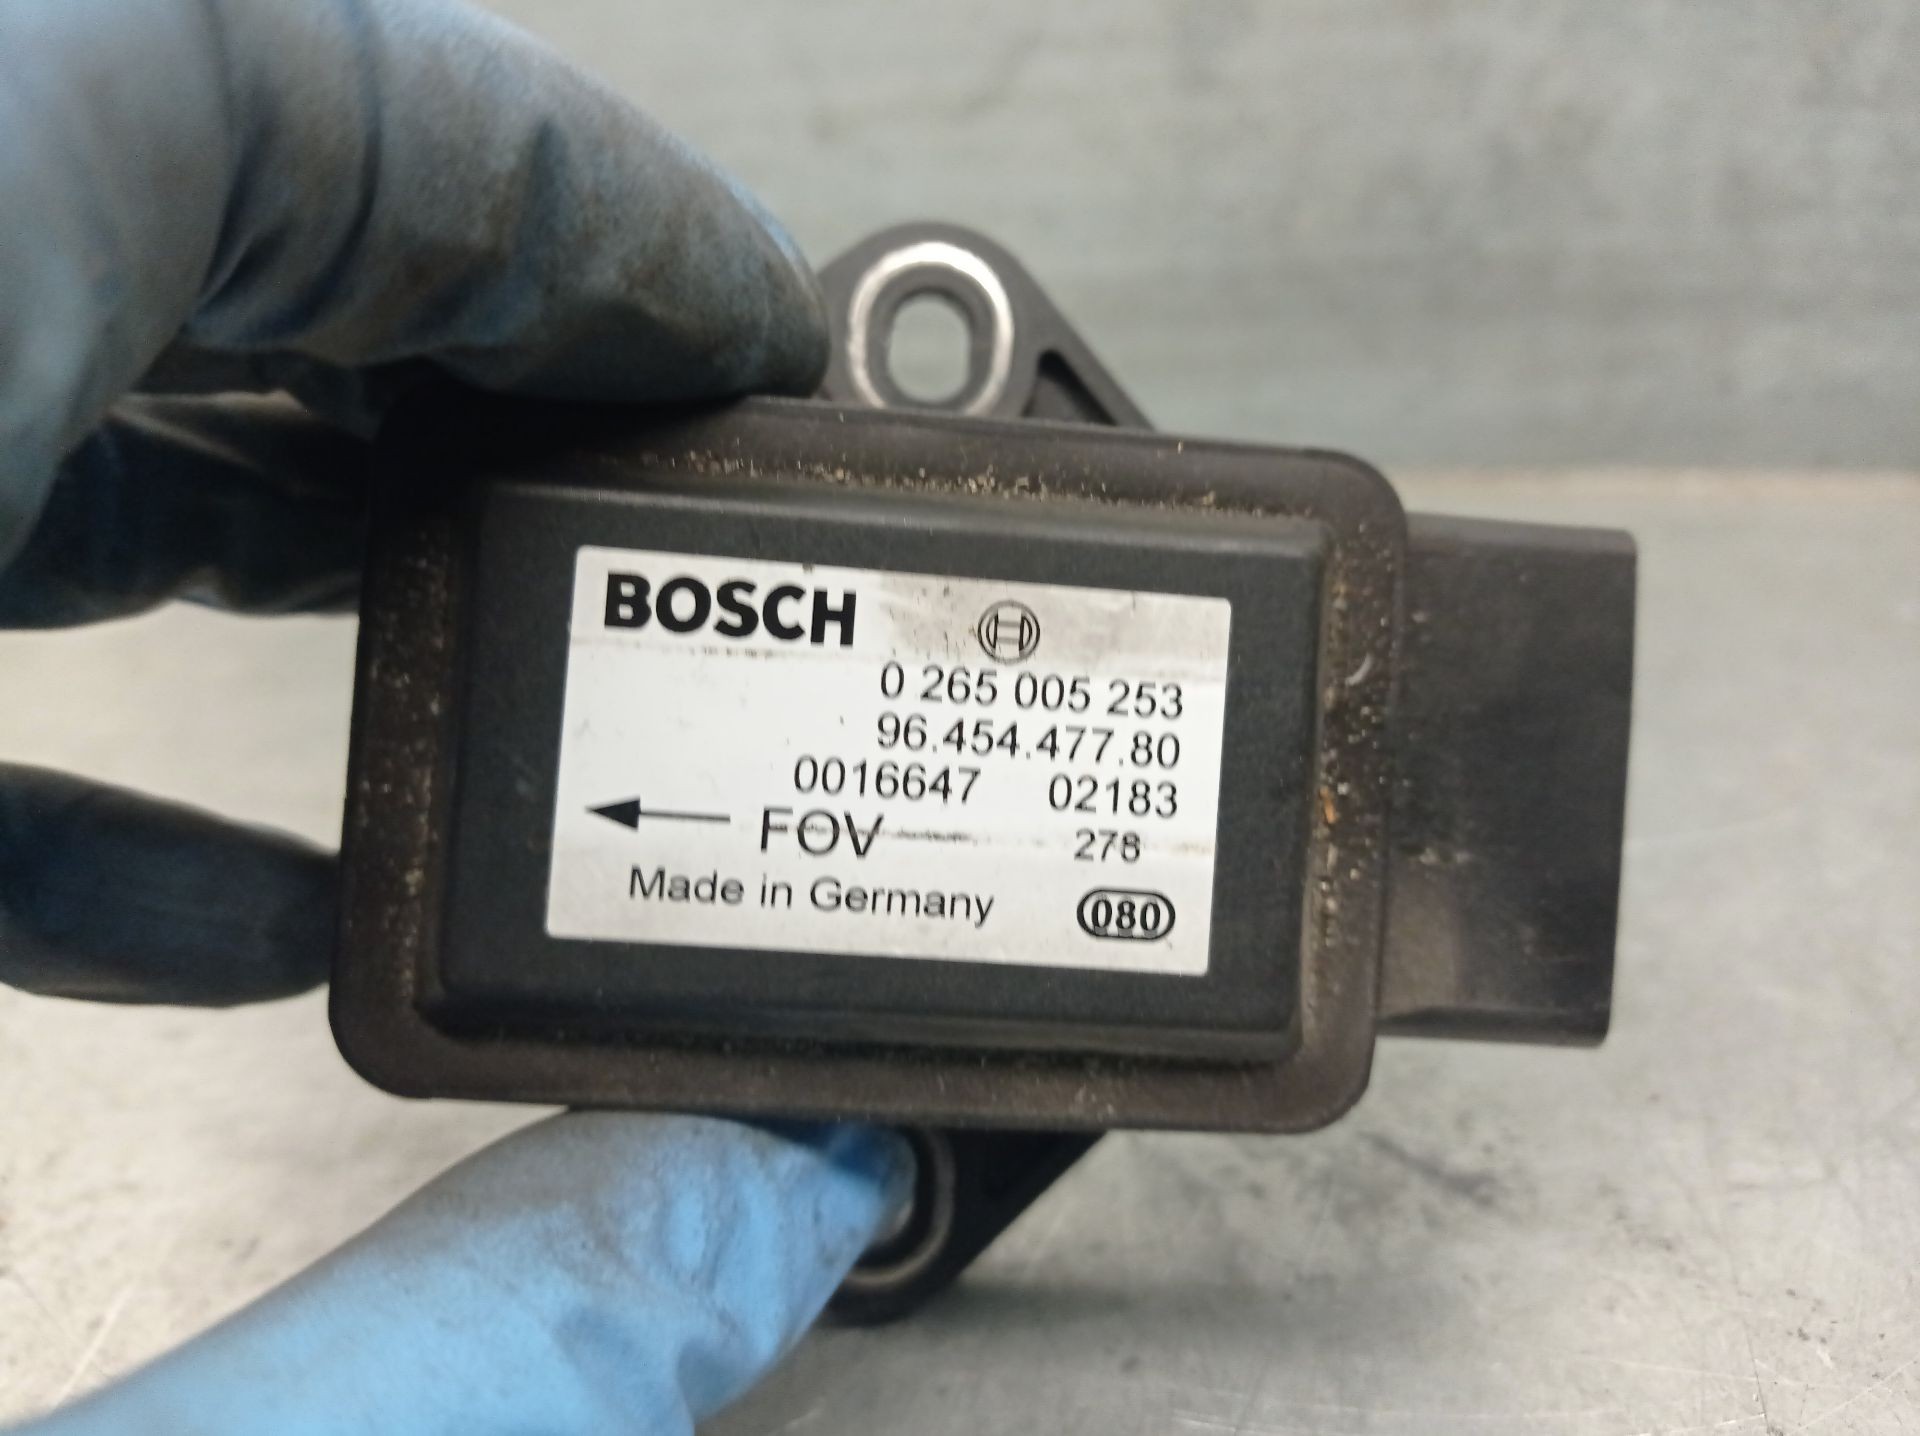 BOSCH
0 265 005 253
96.454.477.80
0016647 02183
FOV 278
Made in Germany 080